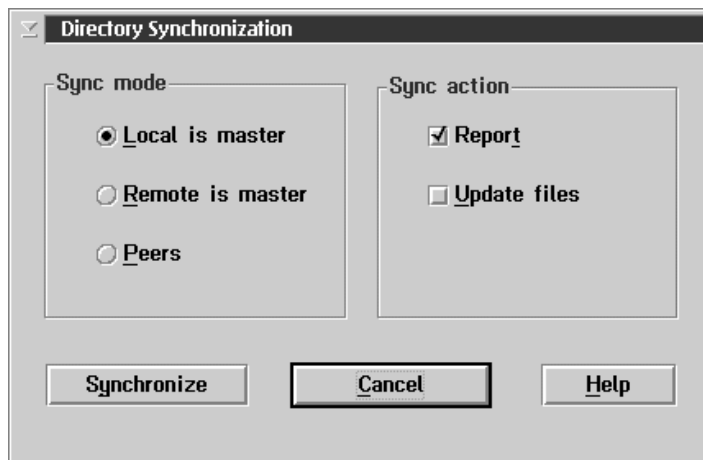 Directory Synchronization
Sync mode
Local is master
Remote is master
Peers
Sync action
Report
Update files
Synchronize
Cancel
Help